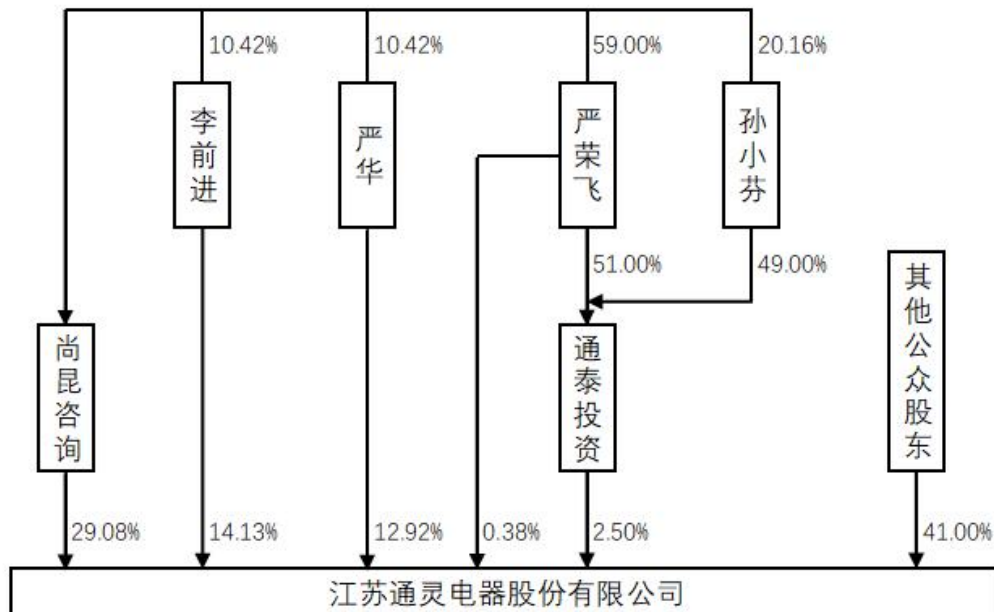 10.42%
10.42%
59.00%
20.16%
李前进
严华
严荣飞
孙小芬
51.00%
49.00%
其他公众股东
尚昆咨询
通泰投资
29.08%
14.13%
12.92%
0.38%
2.50%
41.00%
江苏通灵电器股份有限公司